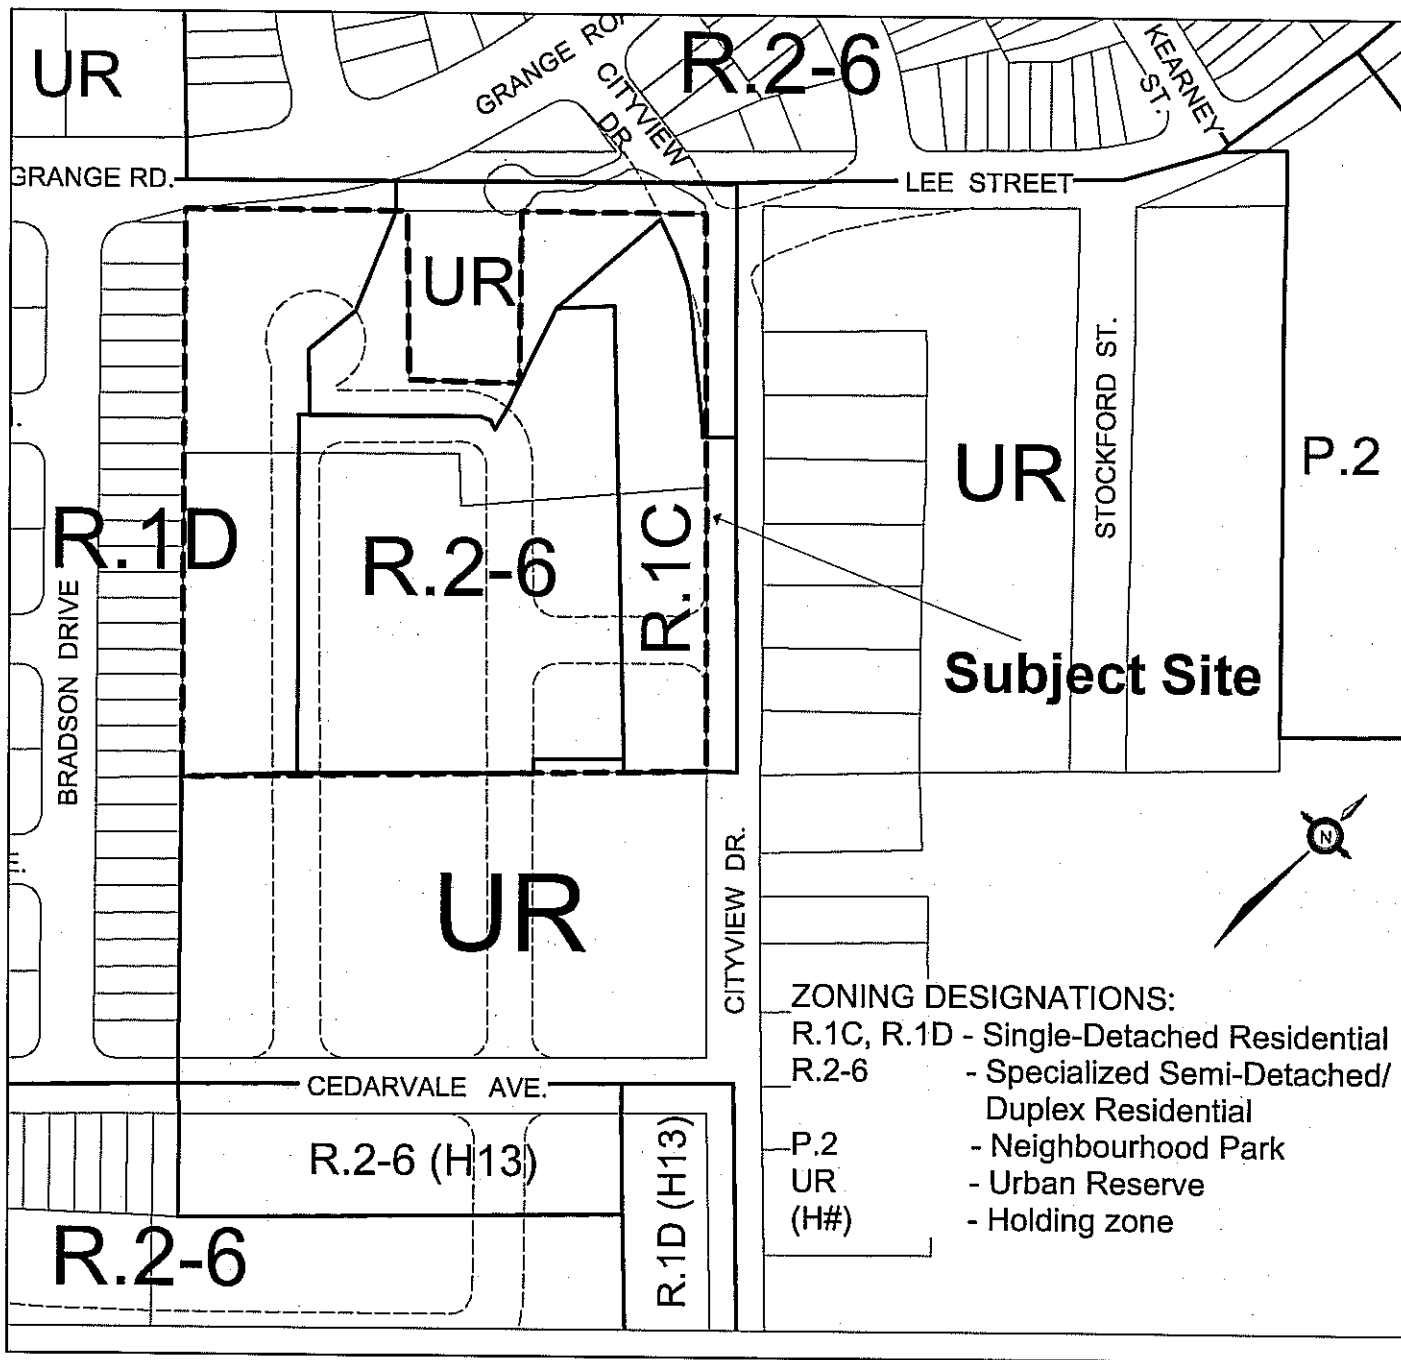 UR
GRANGE ROA
CITYVIEW
DR
R.2-6
KEARNEY
ST.
GRANGE RD.
LEE STREET
UR
R.1D
R.2-6
R.1C
UR
STOCKFORD ST.
P.2
BRADSON DRIVE
Subject Site
N
UR
CITYVIEW DR.
ZONING DESIGNATIONS:
R.1C, R.1D - Single-Detached Residential
R.2-6 - Specialized Semi-Detached/
Duplex Residential
P.2 - Neighbourhood Park
UR - Urban Reserve
(H#) - Holding zone
CEDARVALE AVE.
R.2-6 (H13)
R.1D (H13)
R.2-6